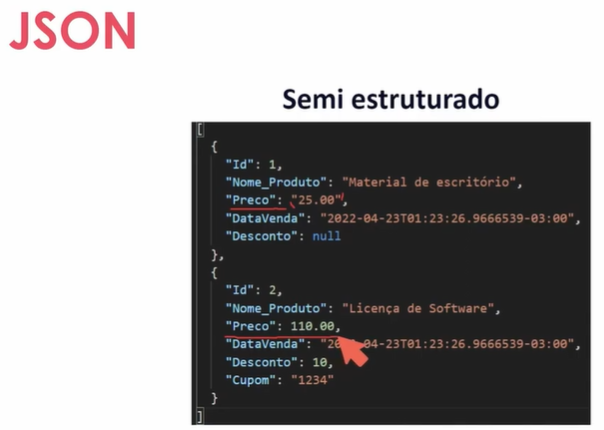 JSON
Semi estruturado
[
{
"Id": 1,
"Nome_Produto": "Material de escritório",
"Preco": "25.00",
"DataVenda": "2022-04-23T01:23:26.9666539-03:00",
"Desconto": null
},
{
"Id": 2,
"Nome_Produto": "Licença de Software",
"Preco": 110.00,
"DataVenda": "20 -04-23T01:23:26.9666539-03:00",
"Desconto": 10,
"Cupom": "1234"
}
]